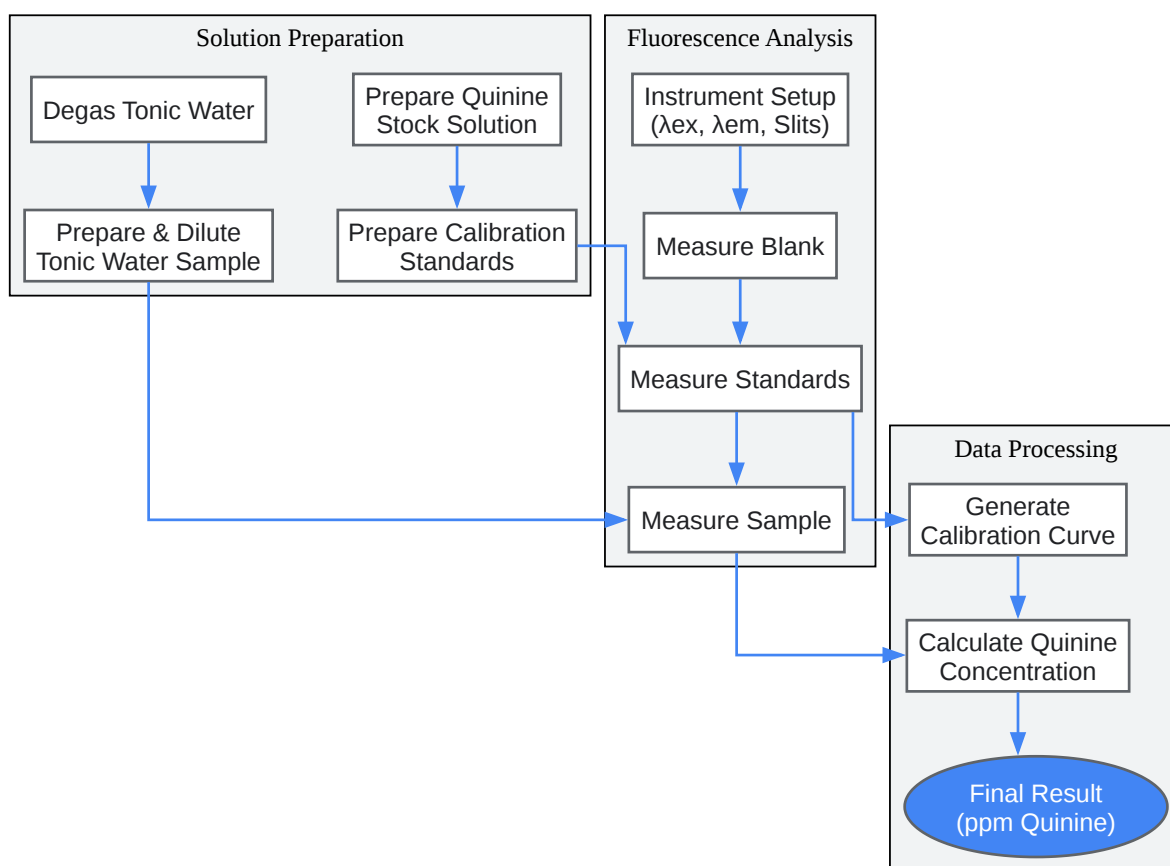 Solution Preparation
Degas Tonic Water
Prepare Quinine
Stock Solution
Prepare & Dilute
Tonic Water Sample
Prepare Calibration
Standards
Fluorescence Analysis
Instrument Setup
(λex, λem, Slits)
Measure Blank
Measure Standards
Measure Sample
Data Processing
Generate
Calibration Curve
Calculate Quinine
Concentration
Final Result
(ppm Quinine)